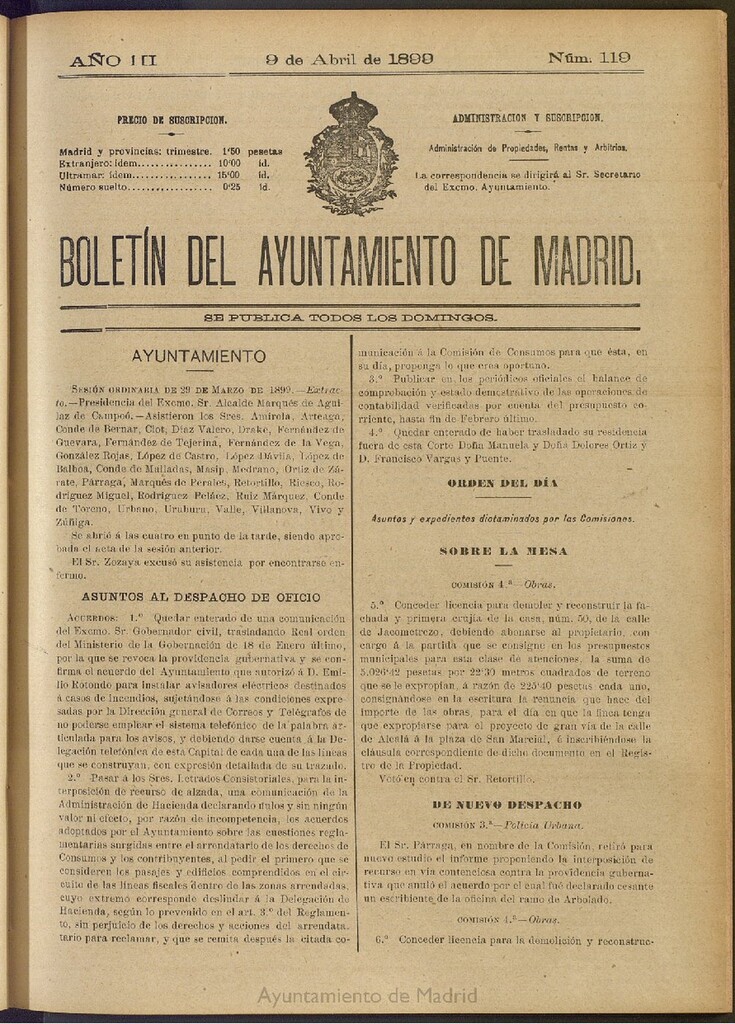 AÑO III
9 de Abril de 1899
Núm. 119
PRECIO DE SUSCRIPCION.
Madrid y provincias: trimestre. 1'50 pesetas
Extranjero: ídem................ 10'00 id.
Ultramar: ídem................. 15'00 id.
Número suelto.................. 0'25 id.
ADMINISTRACION Y SUSCRIPCION.
Administración de Propiedades, Rentas y Arbitrios.
La correspondencia se dirigirá al Sr. Secretario
del Excmo. Ayuntamiento.
BOLETÍN DEL AYUNTAMIENTO DE MADRID.
SE PUBLICA TODOS LOS DOMINGOS.
AYUNTAMIENTO
SESIÓN ORDINARIA DE 29 DE MARZO DE 1899.—Extrac-
to.—Presidencia del Excmo. Sr. Alcalde Marqués de Agui-
laz de Campoó.—Asistieron los Sres. Amirola, Arteaga,
Conde de Bernar, Clot, Díaz Valero, Drake, Fernández de
Guevara, Fernández de Tejerina, Fernández de la Vega,
González Rojas, López de Castro, López Dávila, López de
Balboa, Conde de Malladas, Masip, Medrano, Ortiz de Zá-
rate, Párraga, Marqués de Perales, Retortillo, Riesco, Ro-
dríguez Miguel, Rodríguez Peláez, Ruiz Márquez, Conde
de Toreno, Urbano, Uruburu, Valle, Villanova, Vivo y
Zúñiga.
Se abrió á las cuatro en punto de la tarde, siendo apro-
bada el acta de la sesión anterior.
El Sr. Zozaya excusó su asistencia por encontrarse en-
fermo.
ASUNTOS AL DESPACHO DE OFICIO
ACUERDOS: 1.º Quedar enterado de una comunicación
del Excmo. Sr. Gobernador civil, trasladando Real orden
del Ministerio de la Gobernación de 18 de Enero último,
por la que se revoca la providencia gubernativa y se con-
firma el acuerdo del Ayuntamiento que autorizó á D. Emi-
lio Rotondo para instalar avisadores eléctricos destinados
á casos de incendios, sujetándose á las condiciones expre-
sadas por la Dirección general de Correos y Telégrafos de
no poderse emplear el sistema telefónico de la palabra ar-
ticulada para los avisos, y debiendo darse cuenta á la De-
legación telefónica de esta Capital de cada una de las líneas
que se construyan, con expresión detallada de su trazado.
2.º Pasar á los Sres. Letrados Consistoriales, para la in-
terposición de recurso de alzada, una comunicación de la
Administración de Hacienda declarando nulos y sin ningún
valor ni efecto, por razón de incompetencia, los acuerdos
adoptados por el Ayuntamiento sobre las cuestiones regla-
mentarias surgidas entre el arrendatario de los derechos de
Consumos y los contribuyentes, al pedir el primero que se
consideren los pasajes y edificios comprendidos en el cir-
cuito de las líneas fiscales dentro de las zonas arrendadas,
cuyo extremo corresponde deslindar á la Delegación de
Hacienda, según lo prevenido en el art. 3.º del Reglamen-
to, sin perjuicio de los derechos y acciones del arrendata-
tario para reclamar, y que se remita después la citada co-
municación á la Comisión de Consumos para que ésta, en
su día, proponga lo que crea oportuno.
3.º Publicar en los periódicos oficiales el balance de
comprobación y estado demostrativo de las operaciones de
contabilidad verificadas por cuenta del presupuesto co-
rriente, hasta fin de Febrero último.
4.º Quedar enterado de haber trasladado su residencia
fuera de esta Corte Doña Manuela y Doña Dolores Ortiz y
D. Francisco Vargas y Puente.
ORDEN DEL DÍA
Asuntos y expedientes dictaminados por las Comisiones.
SOBRE LA MESA
COMISIÓN 4.ª—Obras.
5.º Conceder licencia para demoler y reconstruir la fa-
chada y primera crujía de la casa, núm. 50, de la calle
de Jacometrezo, debiendo abonarse al propietario, con
cargo á la partida que se consigne en los presupuestos
municipales para esta clase de atenciones, la suma de
5.026'42 pesetas por 22'30 metros cuadrados de terreno
que se le expropian, á razón de 225'40 pesetas cada uno,
consignándose en la escritura la renuncia que hace del
importe de las obras, para el día en que la finca tenga
que expropiarse para el proyecto de gran vía de la calle
de Alcalá á la plaza de San Marcial, é inscribiéndose la
cláusula correspondiente de dicho documento en el Regis-
tro de la Propiedad.
Votó en contra el Sr. Retortillo.
DE NUEVO DESPACHO
COMISIÓN 3.ª—Policía Urbana.
El Sr. Párraga, en nombre de la Comisión, retiró para
nuevo estudio el informe proponiendo la interposición de
recurso en vía contenciosa contra la providencia guberna-
tiva que anuló el acuerdo por el cual fué declarado cesante
un escribiente de la oficina del ramo de Arbolado.
COMISIÓN 4.ª—Obras.
6.º Conceder licencia para la demolición y reconstruc-
Ayuntamiento de Madrid